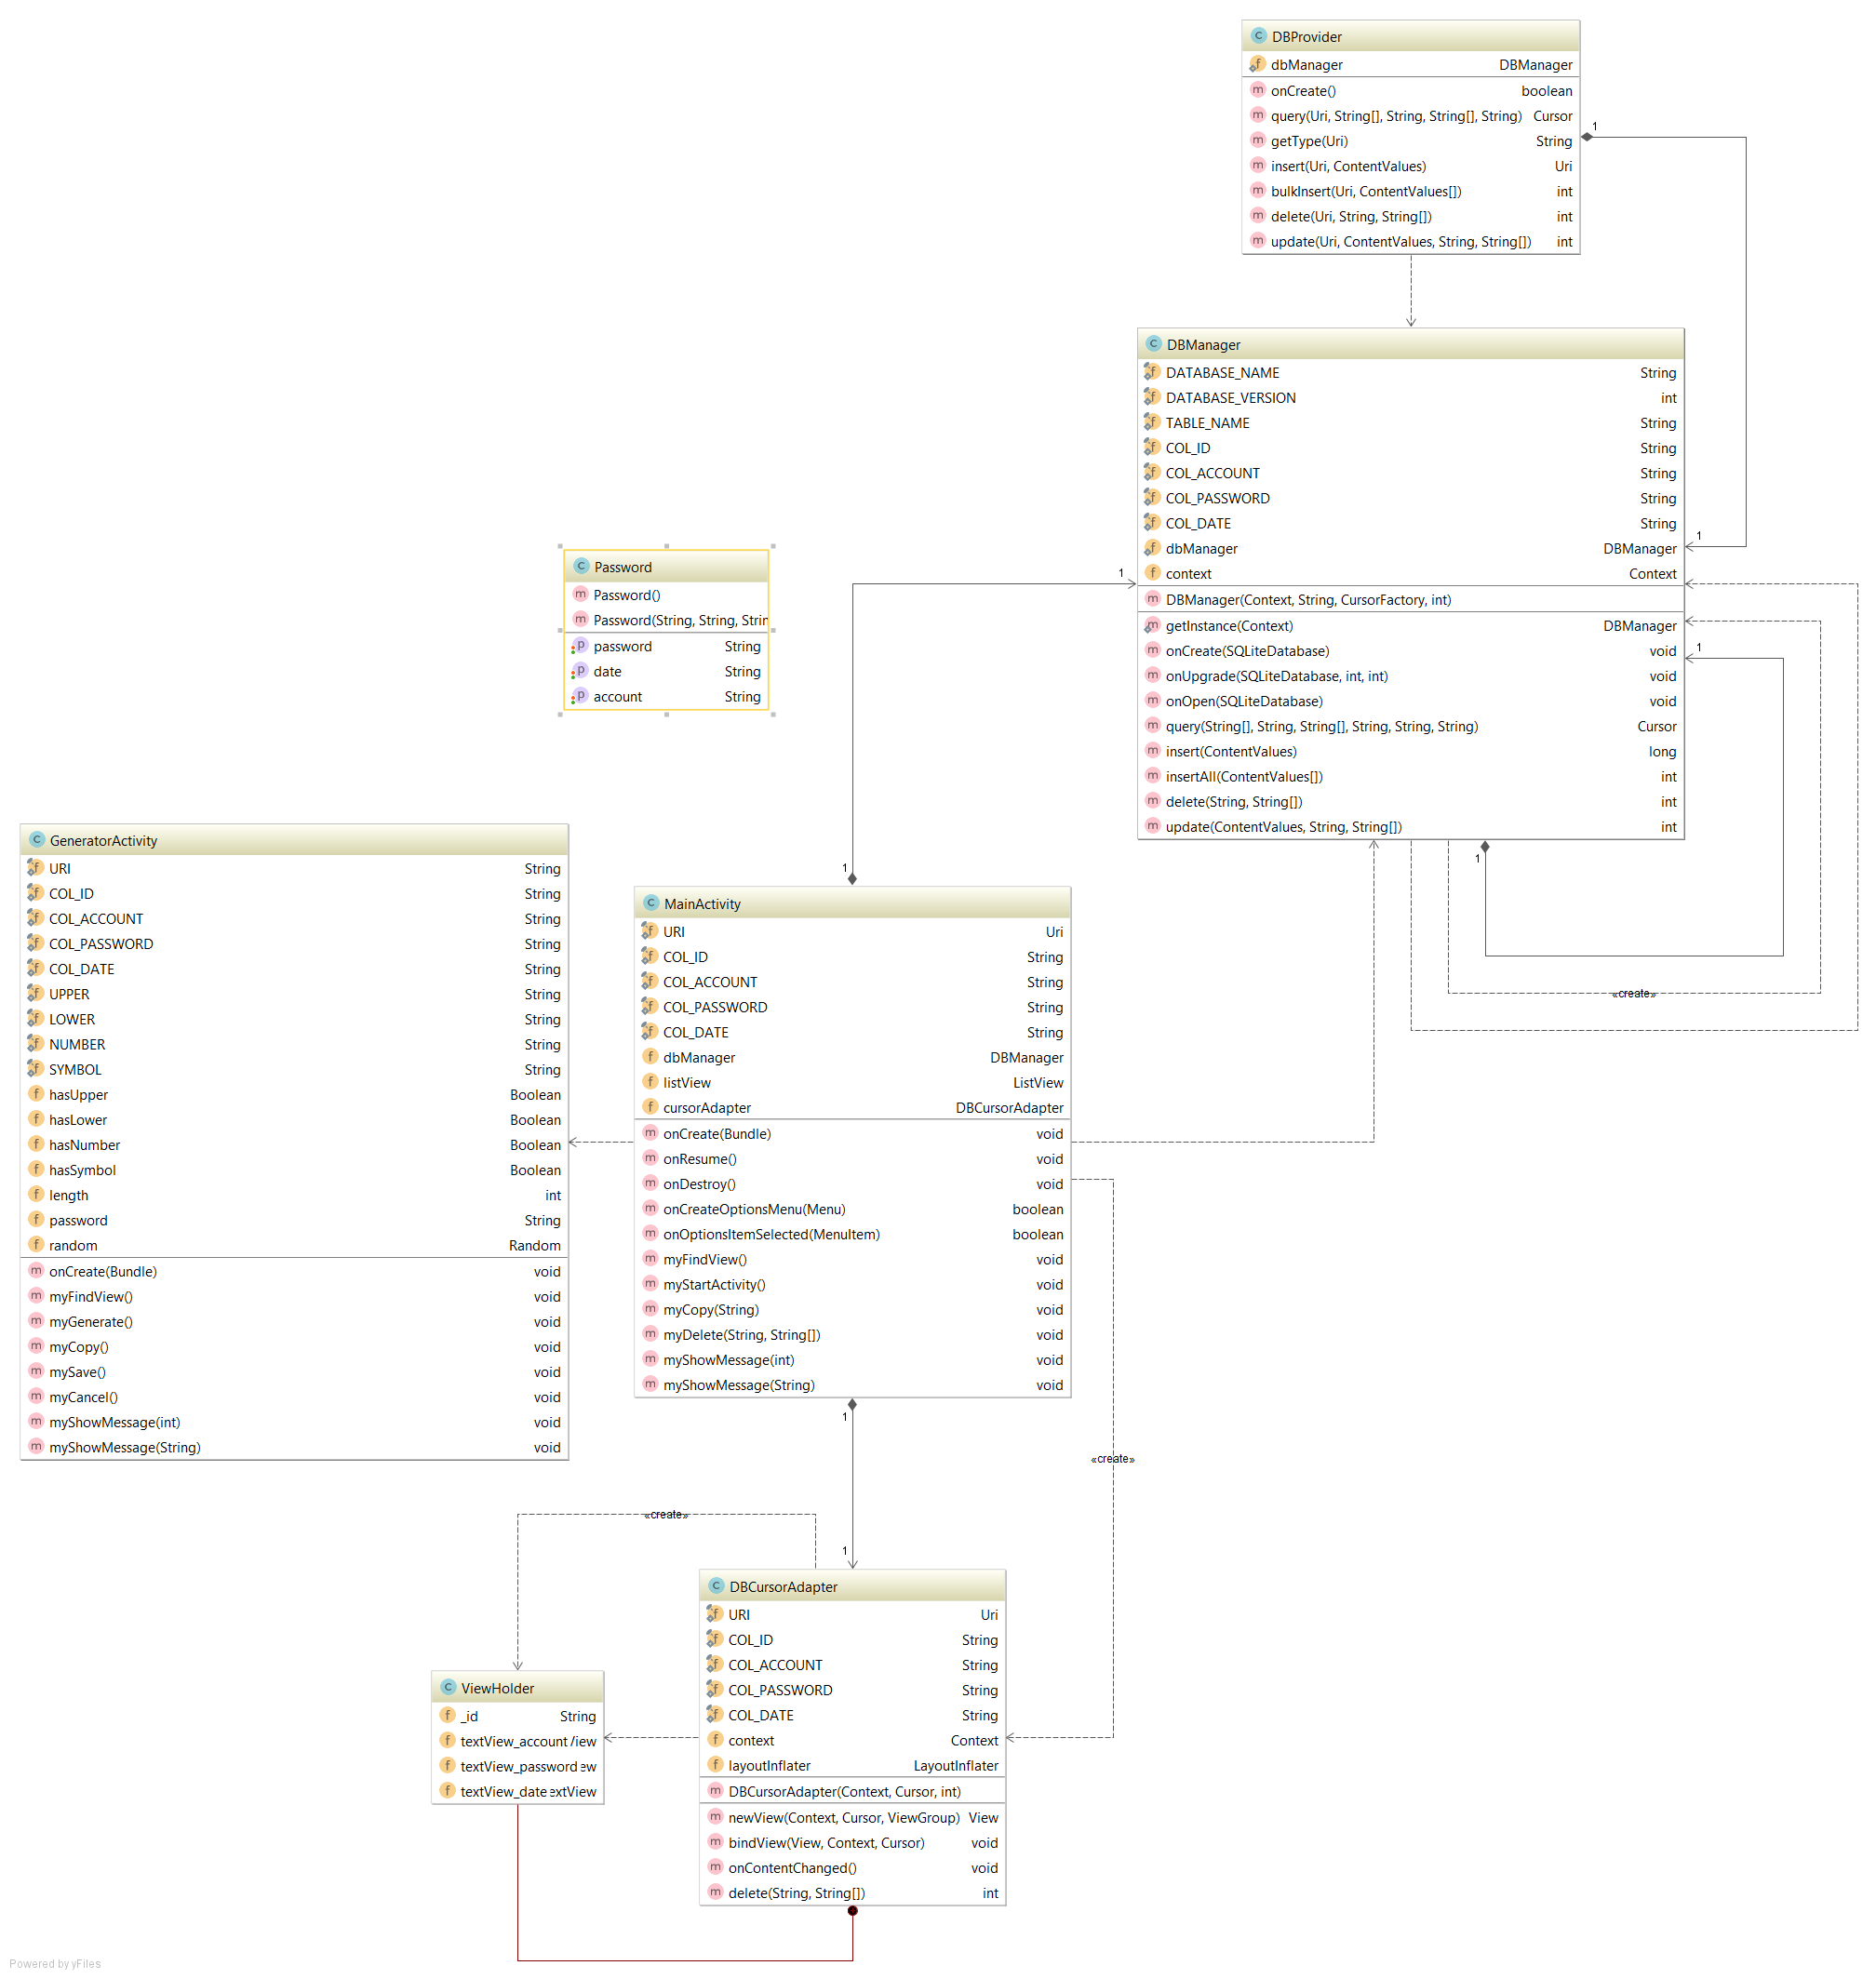 DBProvider
dbManager DBManager
onCreate() boolean
query(Uri, String[], String, String[], String) Cursor
getType(Uri) String
insert(Uri, ContentValues) Uri
bulkInsert(Uri, ContentValues[]) int
delete(Uri, String, String[]) int
update(Uri, ContentValues, String, String[]) int
1
DBManager
DATABASE_NAME String
DATABASE_VERSION int
TABLE_NAME String
COL_ID String
COL_ACCOUNT String
COL_PASSWORD String
COL_DATE String
dbManager DBManager
context Context
DBManager(Context, String, CursorFactory, int)
getInstance(Context) DBManager
onCreate(SQLiteDatabase) void
onUpgrade(SQLiteDatabase, int, int) void
onOpen(SQLiteDatabase) void
query(String[], String, String[], String, String, String) Cursor
insert(ContentValues) long
insertAll(ContentValues[]) int
delete(String, String[]) int
update(ContentValues, String, String[]) int
1
1
1
1
«create»
Password
Password()
Password(String, String, Strin
password String
date String
account String
GeneratorActivity
URI String
COL_ID String
COL_ACCOUNT String
COL_PASSWORD String
COL_DATE String
UPPER String
LOWER String
NUMBER String
SYMBOL String
hasUpper Boolean
hasLower Boolean
hasNumber Boolean
hasSymbol Boolean
length int
password String
random Random
onCreate(Bundle) void
myFindView() void
myGenerate() void
myCopy() void
mySave() void
myCancel() void
myShowMessage(int) void
myShowMessage(String) void
1
MainActivity
URI Uri
COL_ID String
COL_ACCOUNT String
COL_PASSWORD String
COL_DATE String
dbManager DBManager
listView ListView
cursorAdapter DBCursorAdapter
onCreate(Bundle) void
onResume() void
onDestroy() void
onCreateOptionsMenu(Menu) boolean
onOptionsItemSelected(MenuItem) boolean
myFindView() void
myStartActivity() void
myCopy(String) void
myDelete(String, String[]) void
myShowMessage(int) void
myShowMessage(String) void
1
«create»
«create»
1
DBCursorAdapter
URI Uri
COL_ID String
COL_ACCOUNT String
COL_PASSWORD String
COL_DATE String
context Context
layoutInflater LayoutInflater
DBCursorAdapter(Context, Cursor, int)
newView(Context, Cursor, ViewGroup) View
bindView(View, Context, Cursor) void
onContentChanged() void
delete(String, String[]) int
ViewHolder
_id String
textView_account iew
textView_password ew
textView_date extView
Powered by yFiles